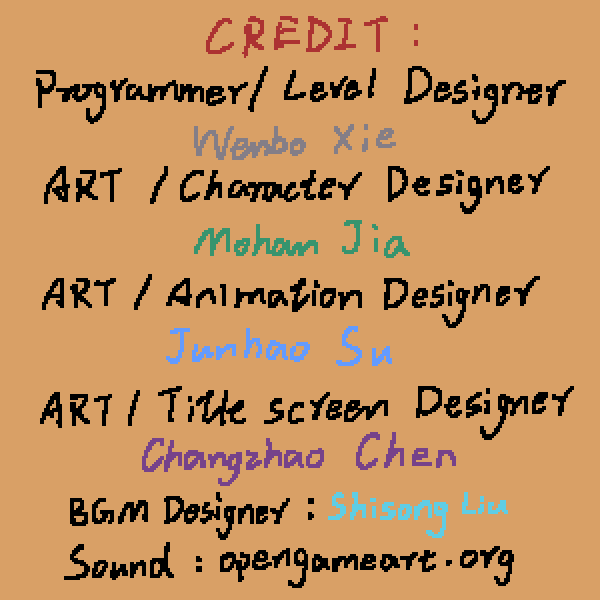 CREDIT :
Programmer/ Level Designer
Wenbo Xie
ART / Character Designer
Mohan Jia
ART / Animation Designer
Junhao Su
ART / Title screen Designer
Changzhao Chen
BGM Designer : Shisong Liu
Sound : opengameart.org